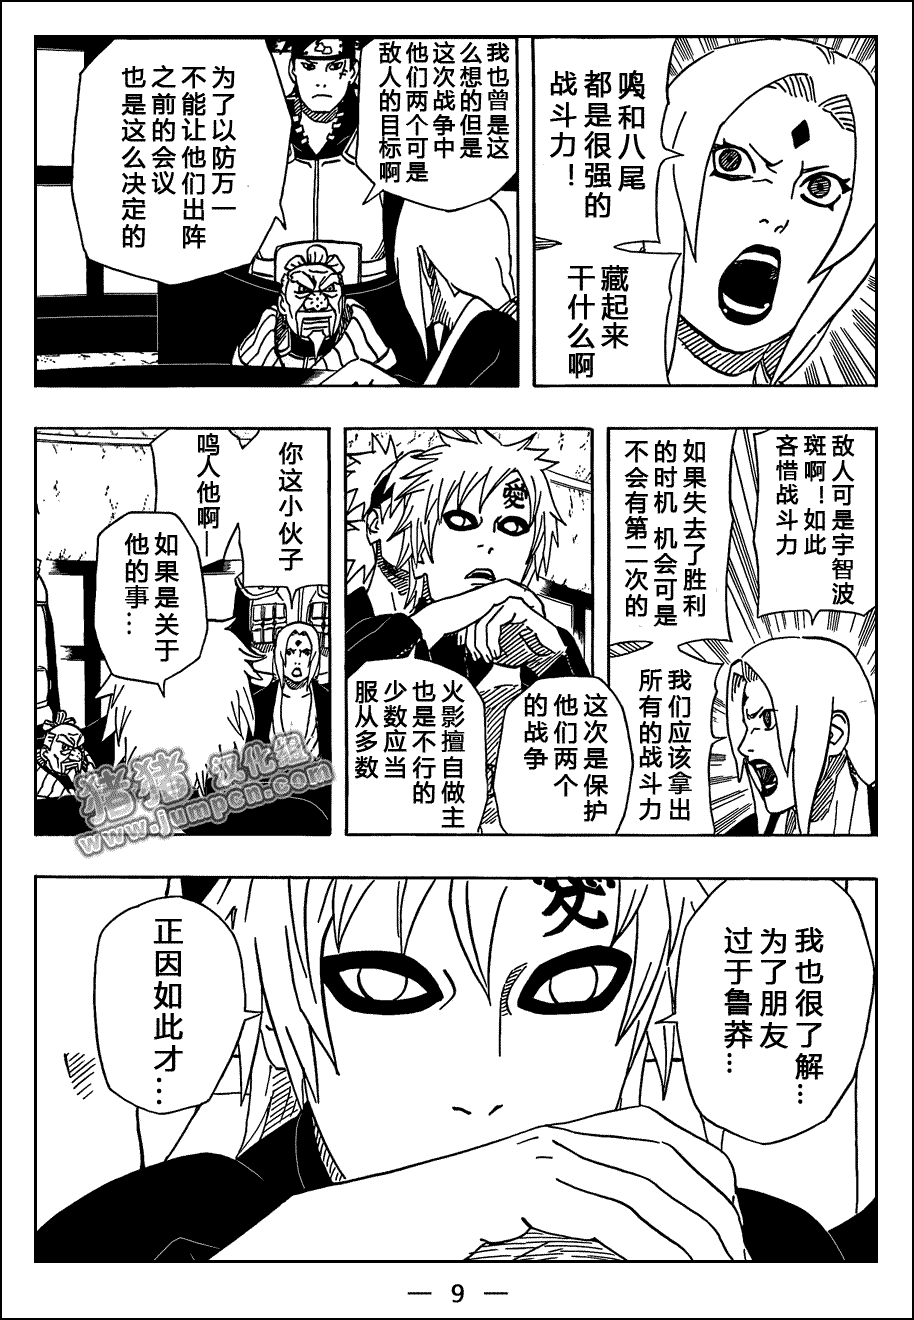 鳴和八尾
都是很强的
战斗力！
藏起来
干什么啊
我也曾是这
么想的但是
这次战争中
他们两个可是
敌人的目标啊
为了以防万一
不能让他们出阵
之前的会议
也是这么决定的
敌人可是宇智波
斑啊！如此
吝惜战斗力
如果失去了胜利
的时机 机会可是
不会有第二次的
我们应该拿出
所有的战斗力
愛
这次是保护
他们两个
的战争
火影擅自做主
也是不行的
少数应当
服从多数
你这小伙子
鸣人他啊
如果是关于
他的事…
猪猪汉化组
www.jumpcn.com
我也很了解…
为了朋友
过于鲁莽…
正因如此才…
— 9 —